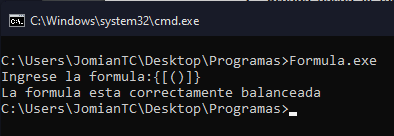 C:\Windows\system32\cmd.exe
C:\Users\JomianTC\Desktop\Programas>Formula.exe
Ingrese la formula:{[()]}
La formula esta correctamente balanceada
C:\Users\JomianTC\Desktop\Programas>